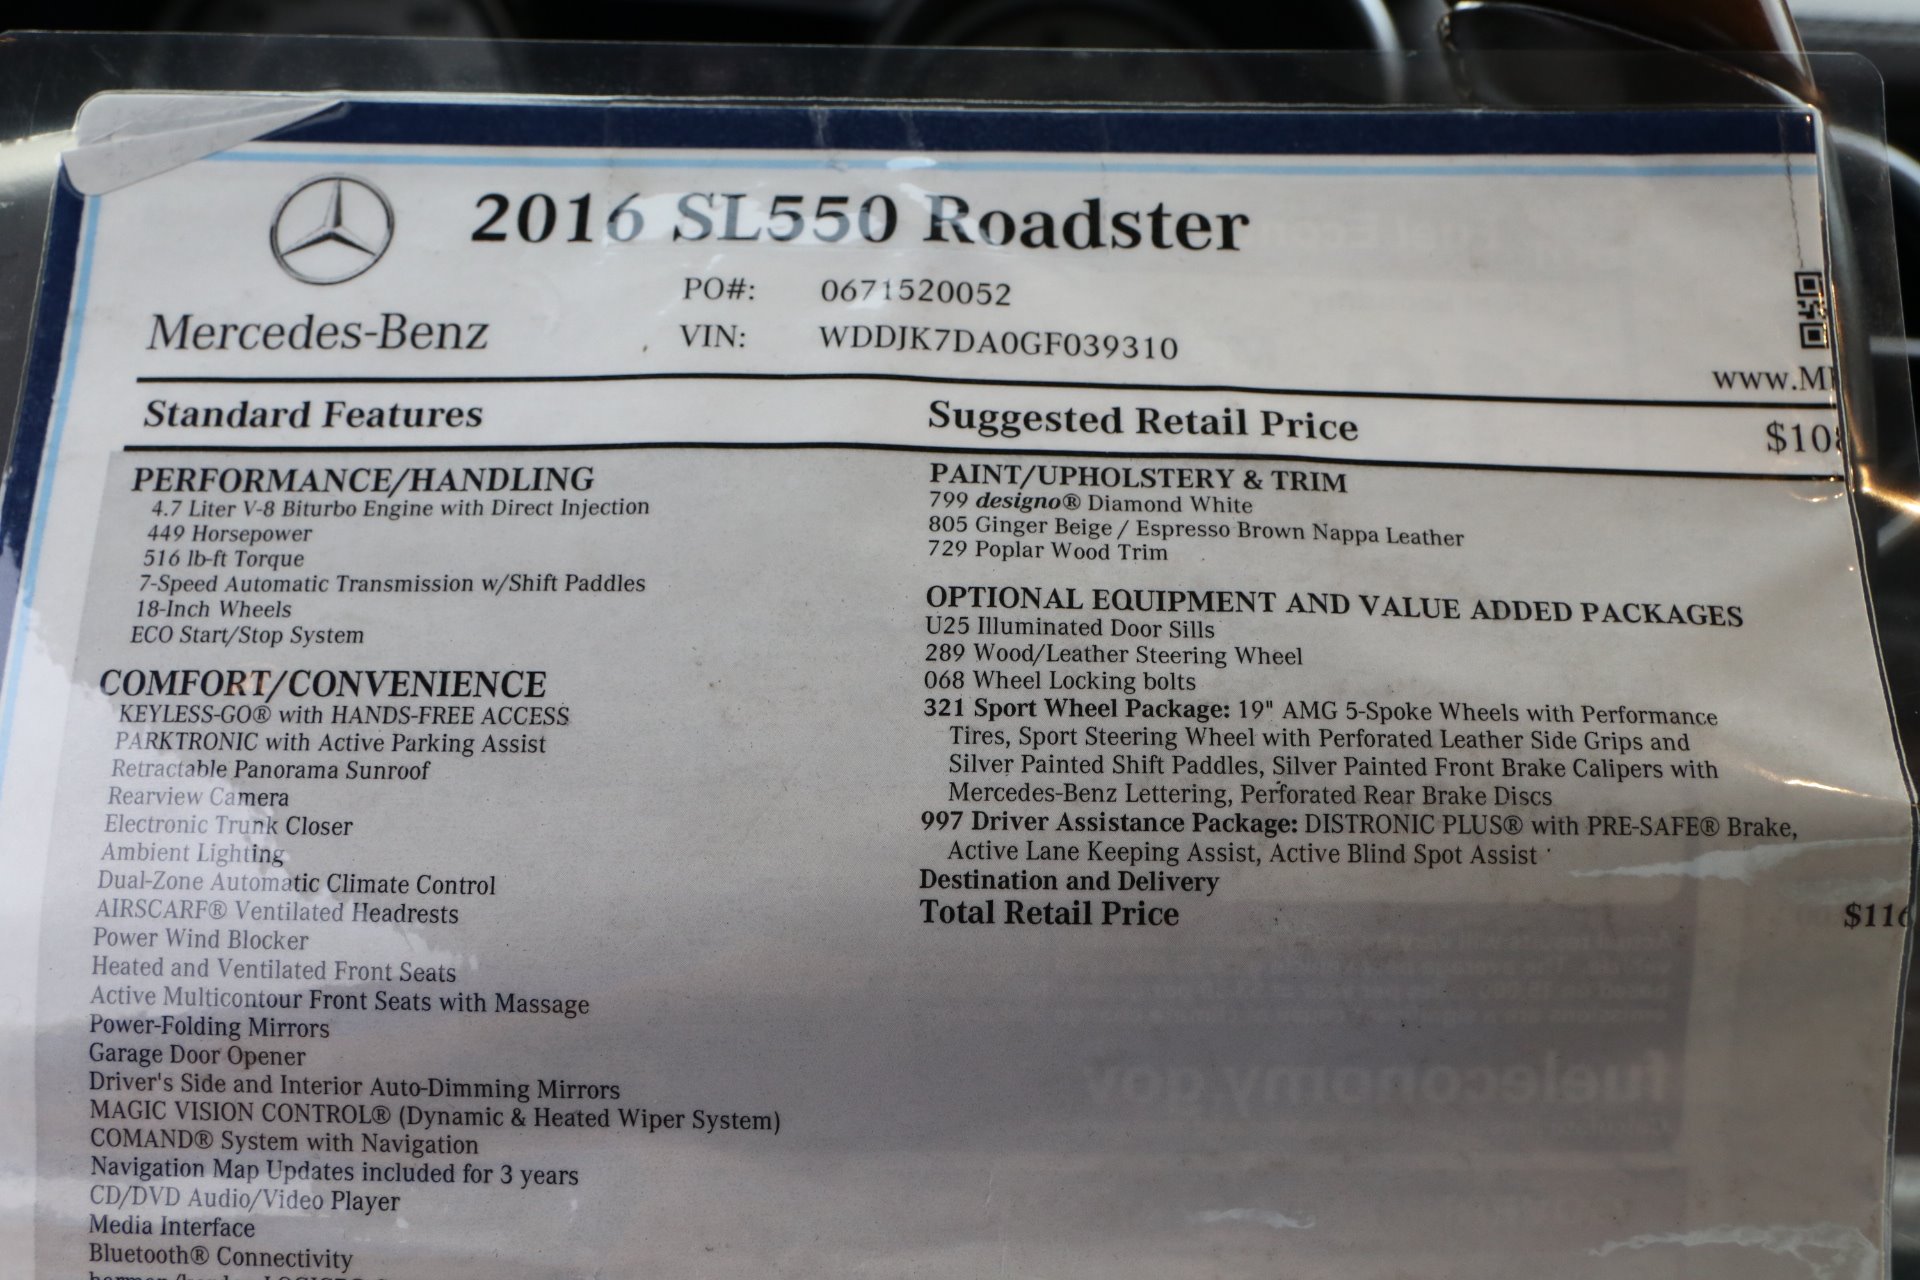 2016 SL550 Roadster
PO#: 0671520052
Mercedes-Benz
VIN: WDDJK7DA0GF039310
www.M
Standard Features
Suggested Retail Price
$108
PERFORMANCE/HANDLING
4.7 Liter V-8 Biturbo Engine with Direct Injection
449 Horsepower
516 lb-ft Torque
7-Speed Automatic Transmission w/Shift Paddles
18-Inch Wheels
ECO Start/Stop System
COMFORT/CONVENIENCE
KEYLESS-GO® with HANDS-FREE ACCESS
PARKTRONIC with Active Parking Assist
Retractable Panorama Sunroof
Rearview Camera
Electronic Trunk Closer
Ambient Lighting
Dual-Zone Automatic Climate Control
AIRSCARF® Ventilated Headrests
Power Wind Blocker
Heated and Ventilated Front Seats
Active Multicontour Front Seats with Massage
Power-Folding Mirrors
Garage Door Opener
Driver's Side and Interior Auto-Dimming Mirrors
MAGIC VISION CONTROL® (Dynamic & Heated Wiper System)
COMAND® System with Navigation
Navigation Map Updates included for 3 years
CD/DVD Audio/Video Player
Media Interface
Bluetooth® Connectivity
PAINT/UPHOLSTERY & TRIM
799 designo® Diamond White
805 Ginger Beige / Espresso Brown Nappa Leather
729 Poplar Wood Trim
OPTIONAL EQUIPMENT AND VALUE ADDED PACKAGES
U25 Illuminated Door Sills
289 Wood/Leather Steering Wheel
068 Wheel Locking bolts
321 Sport Wheel Package: 19" AMG 5-Spoke Wheels with Performance
Tires, Sport Steering Wheel with Perforated Leather Side Grips and
Silver Painted Shift Paddles, Silver Painted Front Brake Calipers with
Mercedes-Benz Lettering, Perforated Rear Brake Discs
997 Driver Assistance Package: DISTRONIC PLUS® with PRE-SAFE® Brake,
Active Lane Keeping Assist, Active Blind Spot Assist
Destination and Delivery
Total Retail Price
$116
fueleconomy.gov